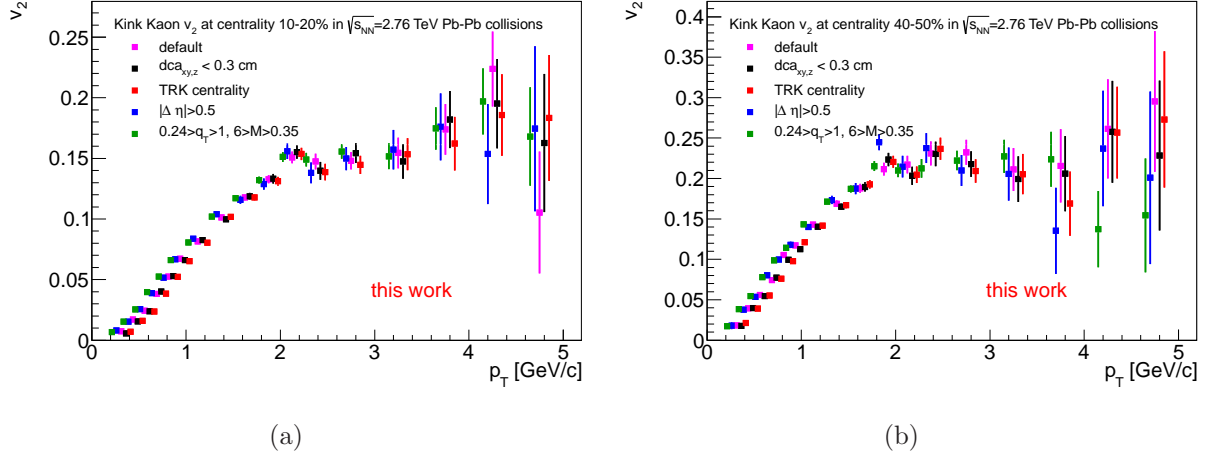 v2
Kink Kaon v2 at centrality 10-20% in √sNN=2.76 TeV Pb-Pb collisions
default
dcaxy,z < 0.3 cm
TRK centrality
|Δ η|>0.5
0.24>qT>1, 6>M>0.35
0.25
0.2
0.15
0.1
0.05
0
this work
0 1 2 3 4 5
pT [GeV/c]
(a)
v2
Kink Kaon v2 at centrality 40-50% in √sNN=2.76 TeV Pb-Pb collisions
default
dcaxy,z < 0.3 cm
TRK centrality
|Δ η|>0.5
0.24>qT>1, 6>M>0.35
0.4
0.35
0.3
0.25
0.2
0.15
0.1
0.05
0
this work
0 1 2 3 4 5
pT [GeV/c]
(b)